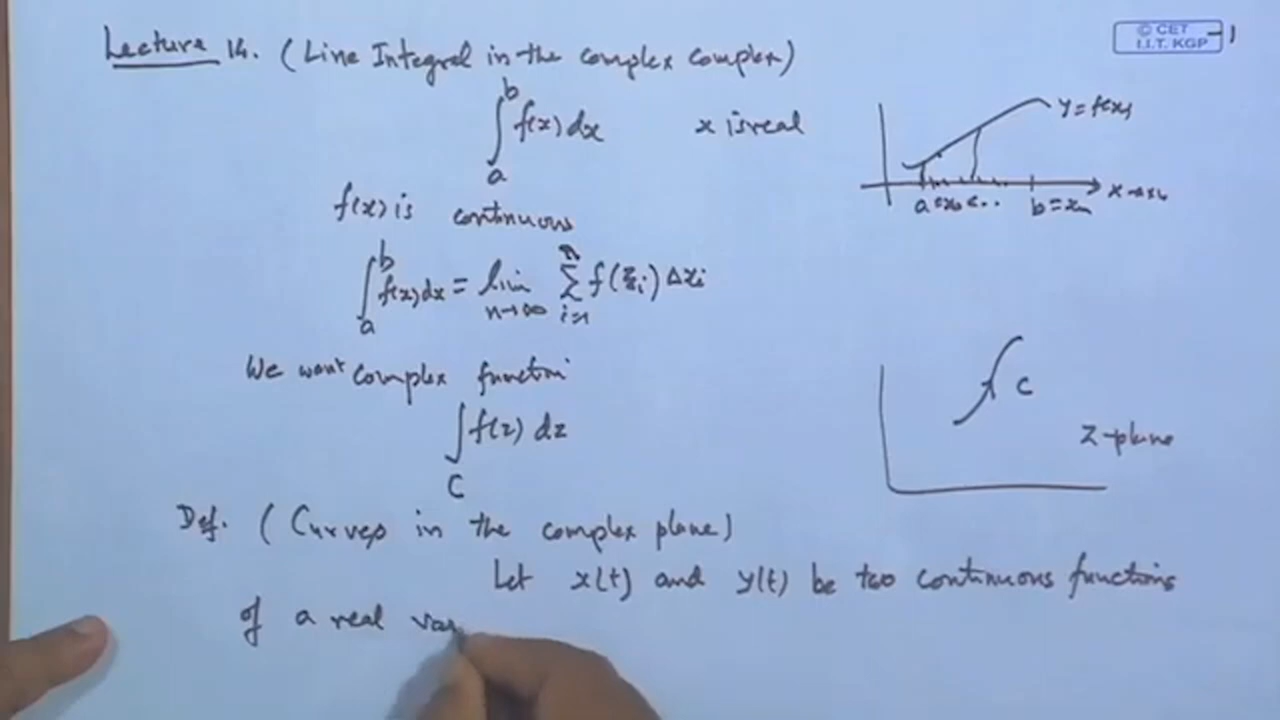 Lecture 14. (Line Integral in the complex complex)
© CET
I.I.T. KGP
1
∫_a^b f(x) dx x is real
y = f(x)
x-axis
a = x₀ < .. b = xₙ
f(x) is continuous
∫_a^b f(x) dx = lim_{n→∞} Σ_{i=1}^n f(ξᵢ) Δxᵢ
We want complex function
∫_C f(z) dz
C
Z-plane
Def. (Curves in the complex plane)
Let x(t) and y(t) be two continuous functions
of a real var